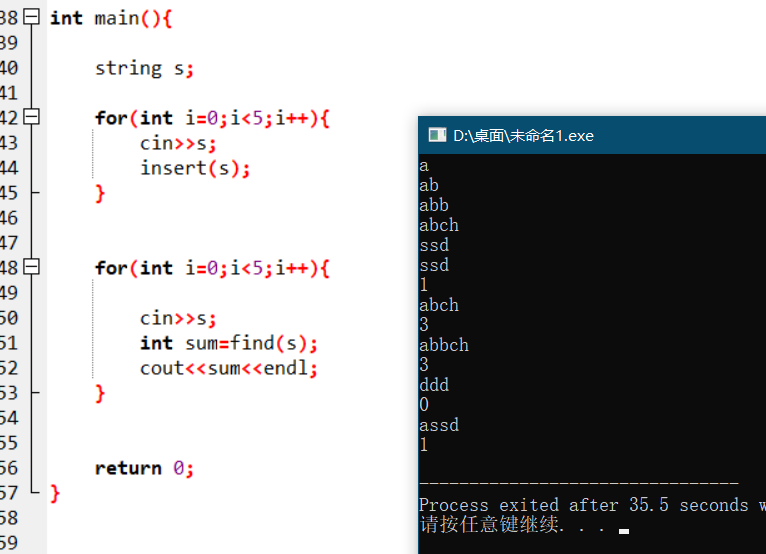 38 int main(){
39
40 string s;
41
42 for(int i=0;i<5;i++){
43 cin>>s;
44 insert(s);
45 }
46
47
48 for(int i=0;i<5;i++){
49
50 cin>>s;
51 int sum=find(s);
52 cout<<sum<<endl;
53 }
54
55
56 return 0;
57 }
58
59
D:\桌面\未命名1.exe
a
ab
abb
abch
ssd
ssd
1
abch
3
abbch
3
ddd
0
assd
1
--------------------------------
Process exited after 35.5 seconds w
请按任意键继续. . .